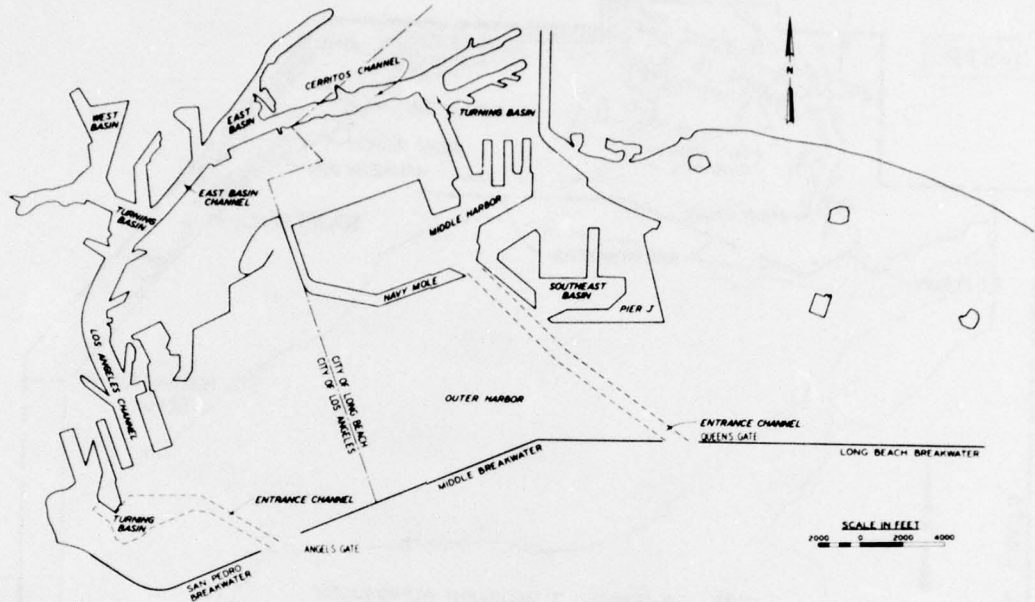 N
CERRITOS CHANNEL
WEST
BASIN
EAST
BASIN
TURNING BASIN
EAST BASIN
CHANNEL
TURNING
BASIN
MIDDLE HARBOR
NAVY MOLE
SOUTHEAST
BASIN
PIER J
LOS ANGELES CHANNEL
CITY OF LONG BEACH
CITY OF LOS ANGELES
OUTER HARBOR
ENTRANCE CHANNEL
QUEENS GATE
LONG BEACH BREAKWATER
MIDDLE BREAKWATER
ENTRANCE CHANNEL
TURNING
BASIN
ANGELS GATE
SAN PEDRO
BREAKWATER
SCALE IN FEET
2000 0 2000 4000